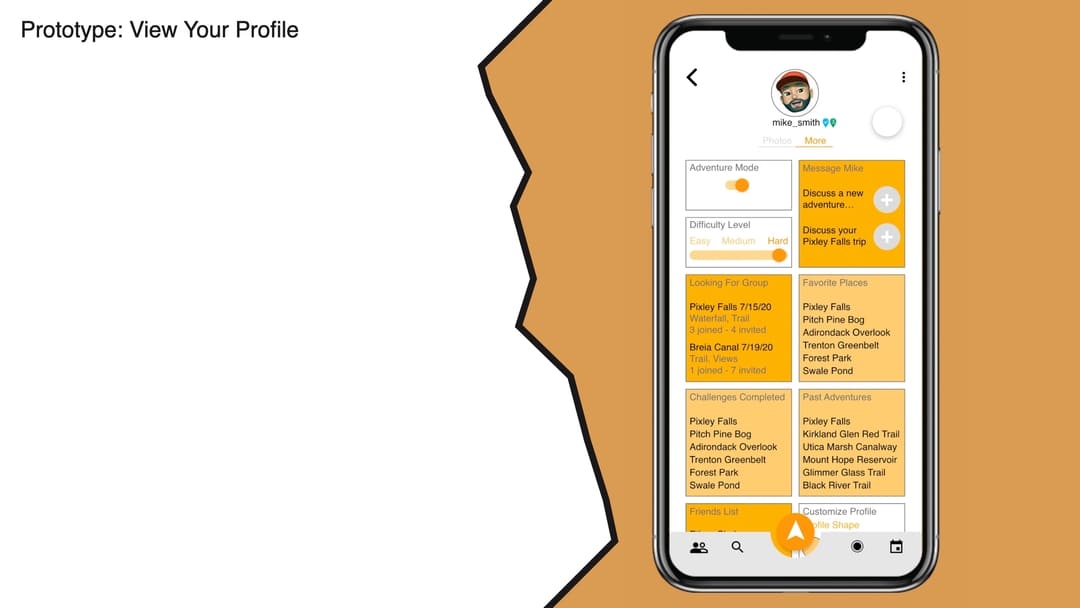 Prototype: View Your Profile
mike_smith
Photos
More
Adventure Mode
Difficulty Level
Easy Medium Hard
Message Mike
Discuss a new
adventure...
Discuss your
Pixley Falls trip
Looking For Group
Pixley Falls 7/15/20
Waterfall, Trail
3 joined - 4 invited
Breia Canal 7/19/20
Trail, Views
1 joined - 7 invited
Favorite Places
Pixley Falls
Pitch Pine Bog
Adirondack Overlook
Trenton Greenbelt
Forest Park
Swale Pond
Challenges Completed
Pixley Falls
Pitch Pine Bog
Adirondack Overlook
Trenton Greenbelt
Forest Park
Swale Pond
Past Adventures
Pixley Falls
Kirkland Glen Red Trail
Utica Marsh Canalway
Mount Hope Reservoir
Glimmer Glass Trail
Black River Trail
Friends List
Customize Profile
Shape